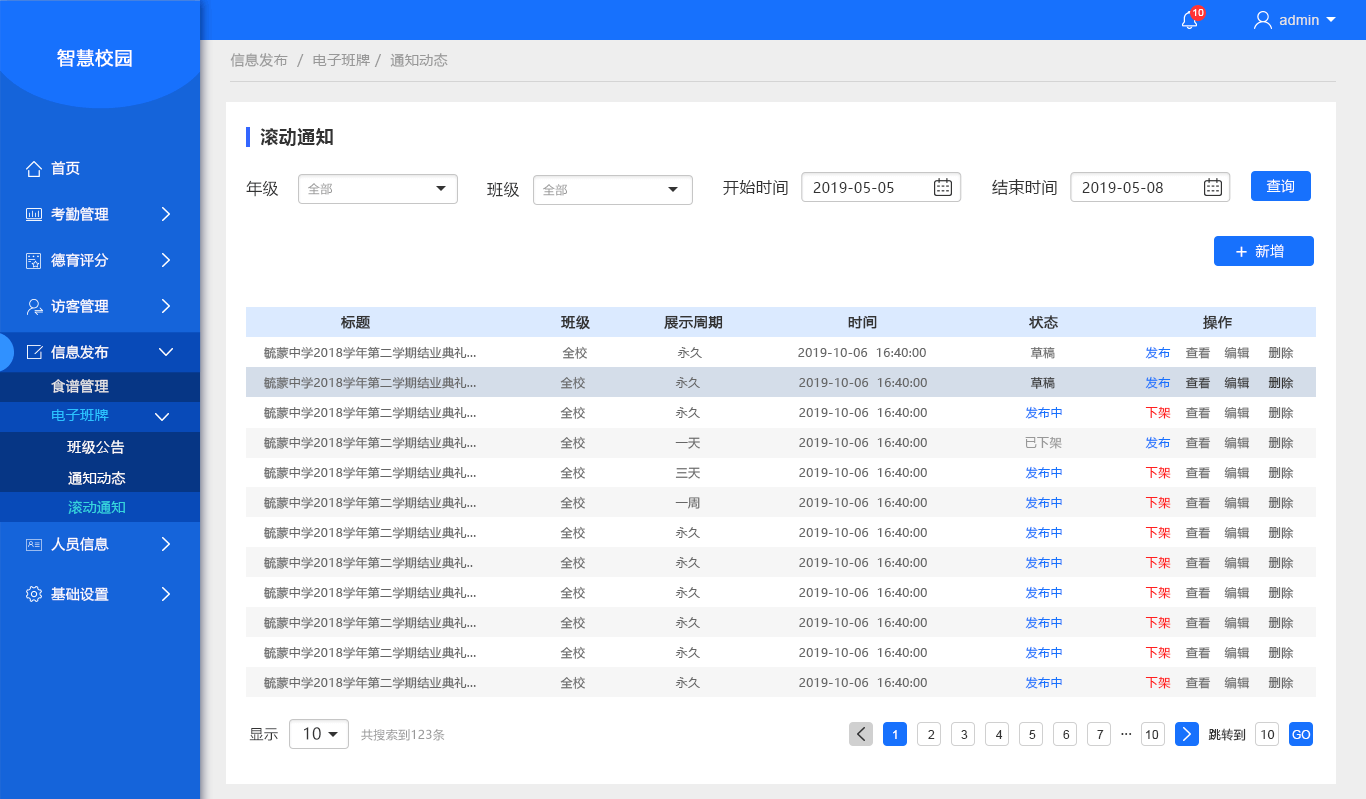 智慧校园
10
admin
信息发布 / 电子班牌 / 通知动态
首页
考勤管理
德育评分
访客管理
信息发布
食谱管理
电子班牌
班级公告
通知动态
滚动通知
人员信息
基础设置
滚动通知
年级 全部 班级 全部 开始时间 2019-05-05 结束时间 2019-05-08 查询
+ 新增
标题 班级 展示周期 时间 状态 操作
毓蒙中学2018学年第二学期结业典礼... 全校 永久 2019-10-06 16:40:00 草稿 发布 查看 编辑 删除
毓蒙中学2018学年第二学期结业典礼... 全校 永久 2019-10-06 16:40:00 草稿 发布 查看 编辑 删除
毓蒙中学2018学年第二学期结业典礼... 全校 永久 2019-10-06 16:40:00 发布中 下架 查看 编辑 删除
毓蒙中学2018学年第二学期结业典礼... 全校 一天 2019-10-06 16:40:00 已下架 发布 查看 编辑 删除
毓蒙中学2018学年第二学期结业典礼... 全校 三天 2019-10-06 16:40:00 发布中 下架 查看 编辑 删除
毓蒙中学2018学年第二学期结业典礼... 全校 一周 2019-10-06 16:40:00 发布中 下架 查看 编辑 删除
毓蒙中学2018学年第二学期结业典礼... 全校 永久 2019-10-06 16:40:00 发布中 下架 查看 编辑 删除
毓蒙中学2018学年第二学期结业典礼... 全校 永久 2019-10-06 16:40:00 发布中 下架 查看 编辑 删除
毓蒙中学2018学年第二学期结业典礼... 全校 永久 2019-10-06 16:40:00 发布中 下架 查看 编辑 删除
毓蒙中学2018学年第二学期结业典礼... 全校 永久 2019-10-06 16:40:00 发布中 下架 查看 编辑 删除
毓蒙中学2018学年第二学期结业典礼... 全校 永久 2019-10-06 16:40:00 发布中 下架 查看 编辑 删除
毓蒙中学2018学年第二学期结业典礼... 全校 永久 2019-10-06 16:40:00 发布中 下架 查看 编辑 删除
显示 10 共搜索到123条 1 2 3 4 5 6 7 ··· 10 跳转到 10 GO